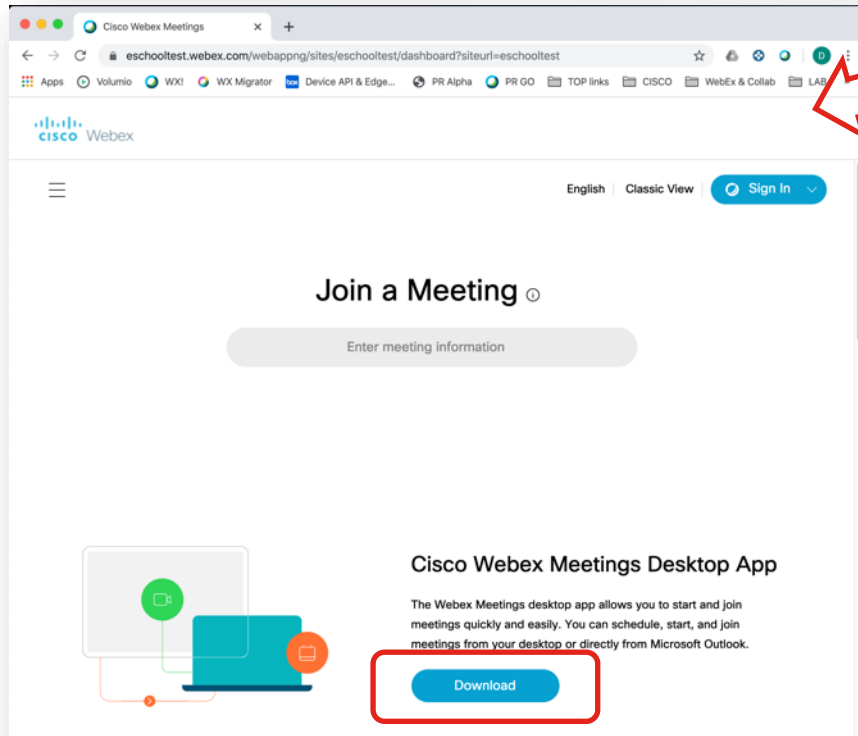 Cisco Webex Meetings
eschooltest.webex.com/webappng/sites/eschooltest/dashboard?siteurl=eschooltest
D
Apps Volumio WX! WX Migrator box Device API & Edge... PR Alpha PR GO TOP links CISCO WebEx & Collab LAB
CISCO Webex
English Classic View Sign In
Join a Meeting
Enter meeting information
Cisco Webex Meetings Desktop App
The Webex Meetings desktop app allows you to start and join
meetings quickly and easily. You can schedule, start, and join
meetings from your desktop or directly from Microsoft Outlook.
Download